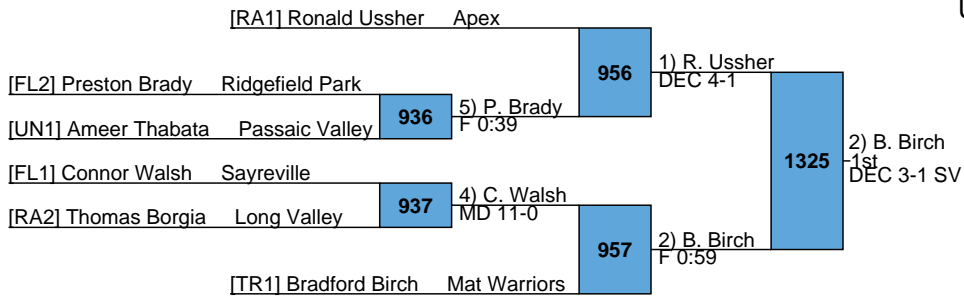 [RA1] Ronald Ussher Apex
956
1) R. Ussher
DEC 4-1
[FL2] Preston Brady Ridgefield Park
936
5) P. Brady
F 0:39
[UN1] Ameer Thabata Passaic Valley
1325
2) B. Birch
1st
DEC 3-1 SV
[FL1] Connor Walsh Sayreville
937
4) C. Walsh
MD 11-0
[RA2] Thomas Borgia Long Valley
957
2) B. Birch
F 0:59
[TR1] Bradford Birch Mat Warriors